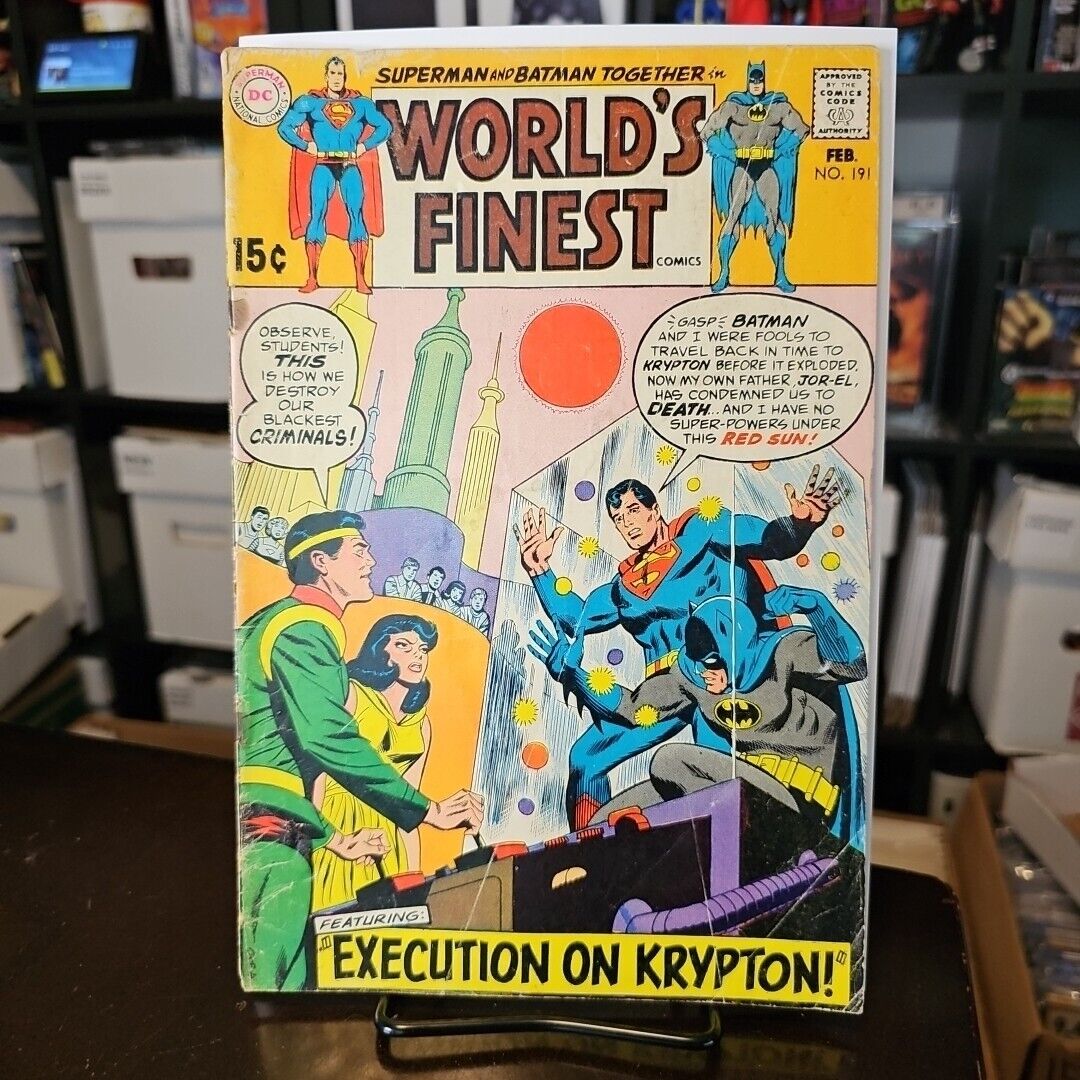 SUPERMAN
DC
NATIONAL COMICS
SUPERMAN AND BATMAN TOGETHER in
WORLD'S
FINEST
COMICS
APPROVED
BY THE
COMICS
CODE
CA
AUTHORITY
FEB.
NO. 191
15¢
OBSERVE,
STUDENTS!
THIS
IS HOW WE
DESTROY
OUR
BLACKEST
CRIMINALS!
GASP BATMAN
AND I WERE FOOLS TO
TRAVEL BACK IN TIME TO
KRYPTON BEFORE IT EXPLODED.
NOW MY OWN FATHER, JOR-EL,
HAS CONDEMNED US TO
DEATH... AND I HAVE NO
SUPER-POWERS UNDER
THIS RED SUN!
FEATURING:
"EXECUTION ON KRYPTON!"